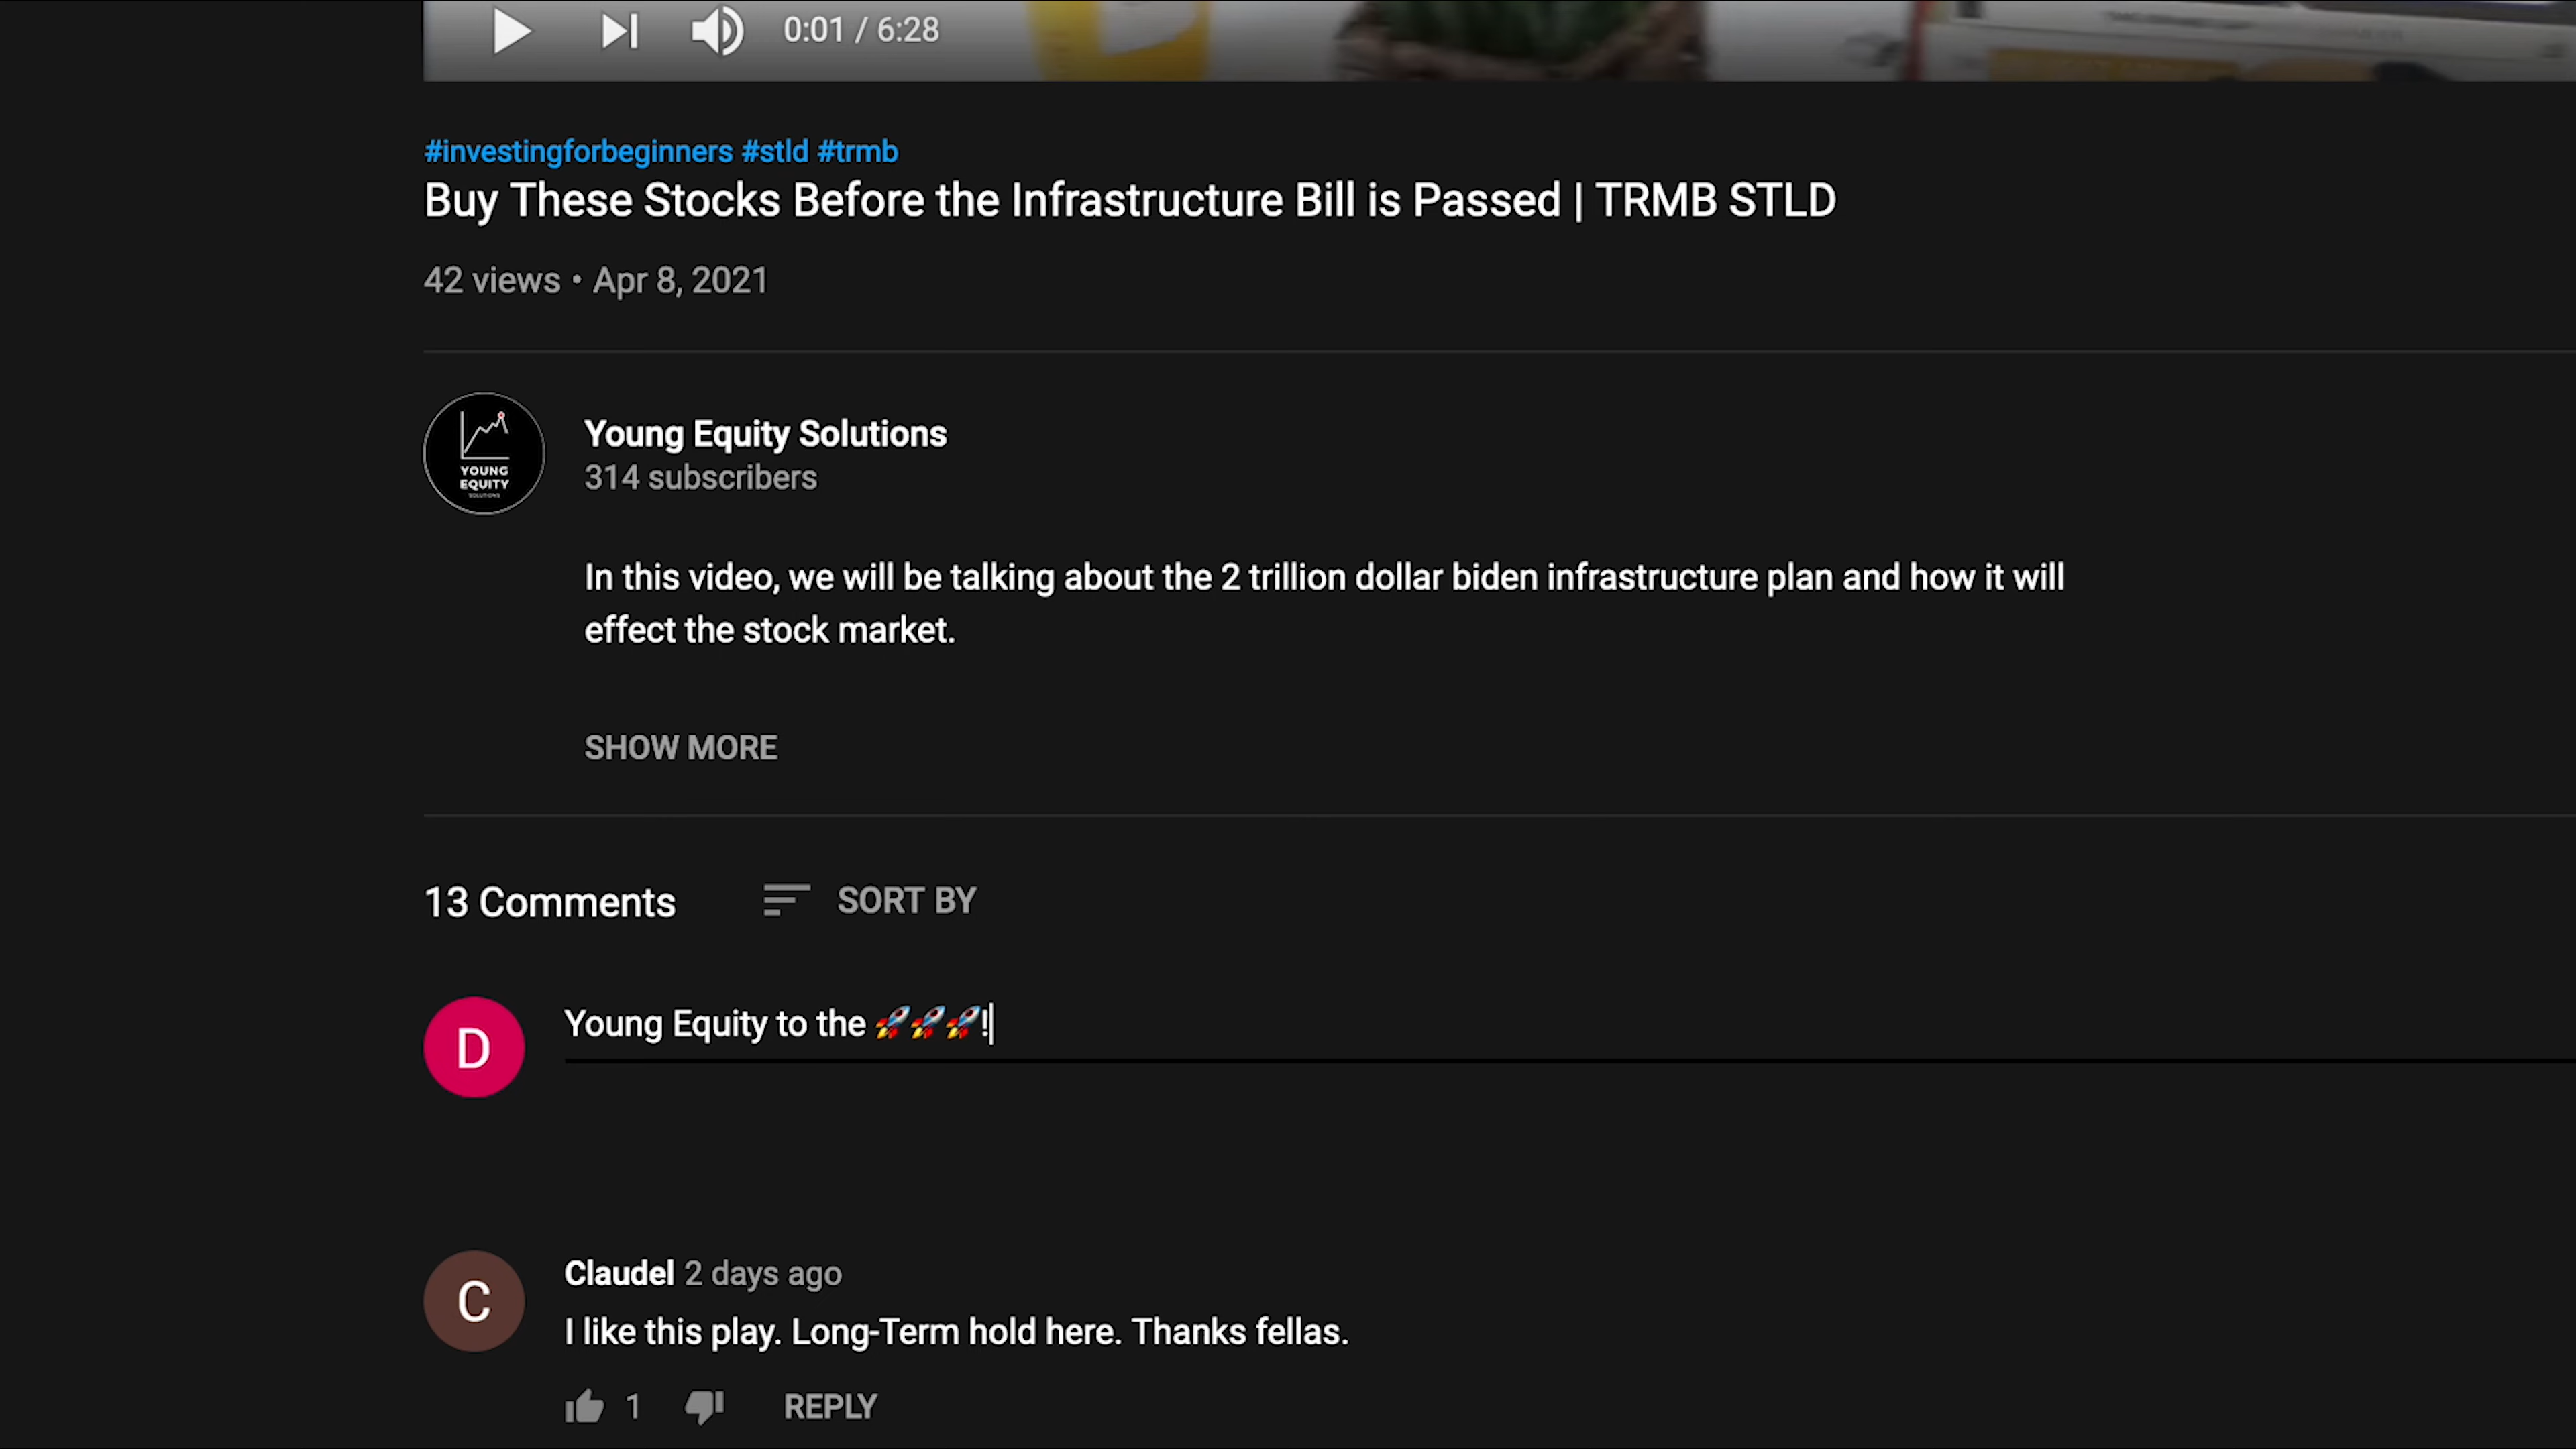 0:01 / 6:28
#investingforbeginners #stld #trmb
Buy These Stocks Before the Infrastructure Bill is Passed | TRMB STLD
42 views • Apr 8, 2021
YOUNG
EQUITY
SOLUTIONS
Young Equity Solutions
314 subscribers
In this video, we will be talking about the 2 trillion dollar biden infrastructure plan and how it will
effect the stock market.
SHOW MORE
13 Comments SORT BY
D
Young Equity to the 🚀🚀🚀!
C
Claudel 2 days ago
I like this play. Long-Term hold here. Thanks fellas.
1 REPLY